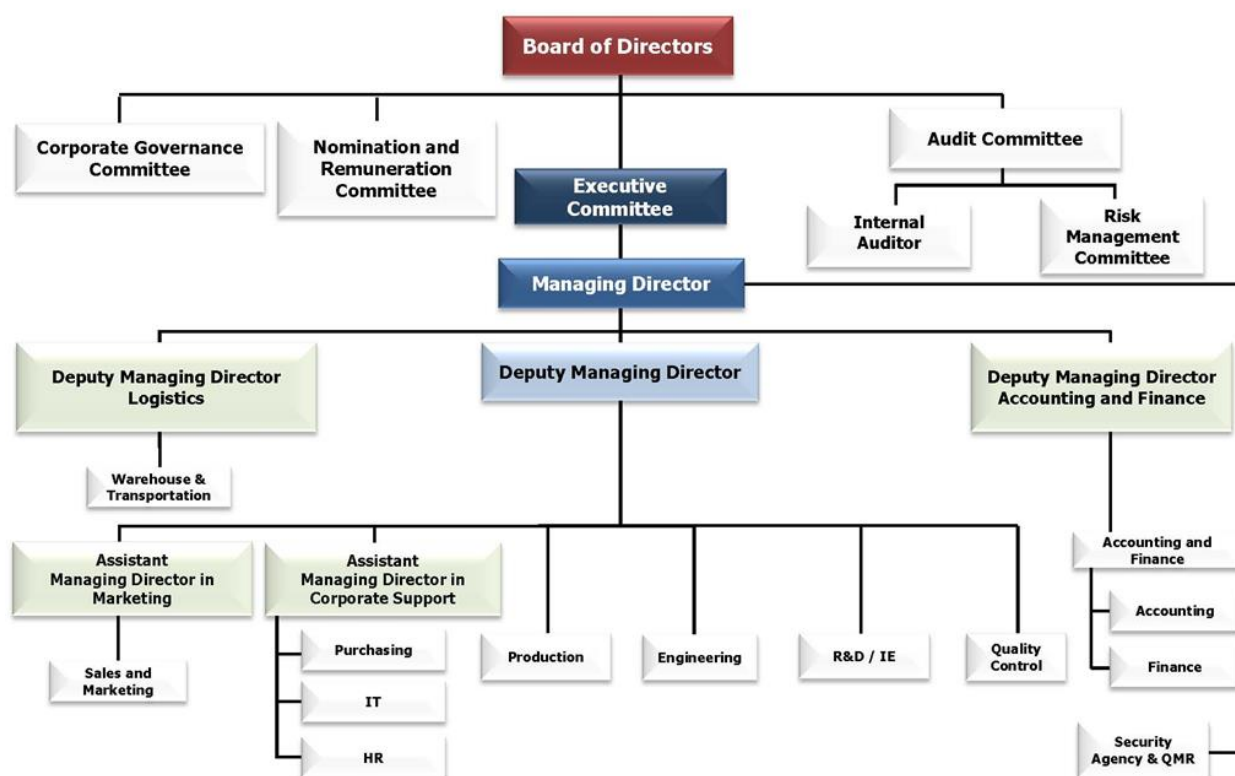 Board of Directors
Corporate Governance
Committee
Nomination and
Remuneration
Committee
Audit Committee
Executive
Committee
Internal
Auditor
Risk
Management
Committee
Managing Director
Deputy Managing Director
Logistics
Deputy Managing Director
Deputy Managing Director
Accounting and Finance
Warehouse &
Transportation
Assistant
Managing Director in
Marketing
Assistant
Managing Director in
Corporate Support
Accounting and
Finance
Accounting
Finance
Sales and
Marketing
Purchasing
IT
HR
Production
Engineering
R&D / IE
Quality
Control
Security
Agency & QMR